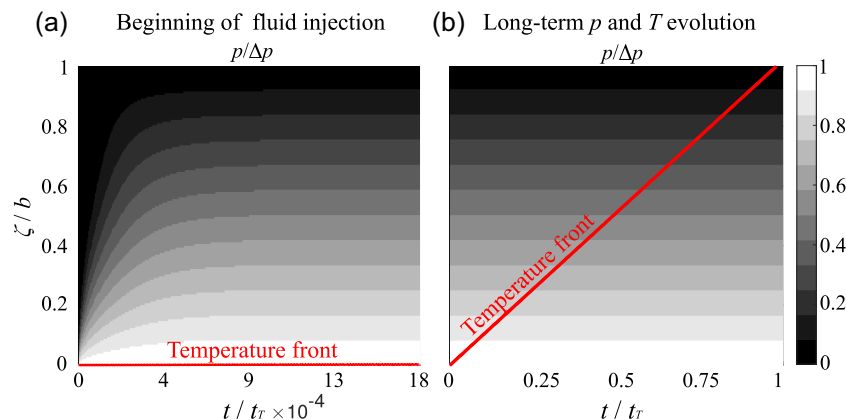 (a) Beginning of fluid injection
p/Δp
(b) Long-term p and T evolution
p/Δp
ζ / b
1
0.8
0.6
0.4
0.2
0
Temperature front
0 4 9 13 18
t / t_T ×10⁻⁴
Temperature front
0 0.25 0.5 0.75 1
t / t_T
1
0.8
0.6
0.4
0.2
0